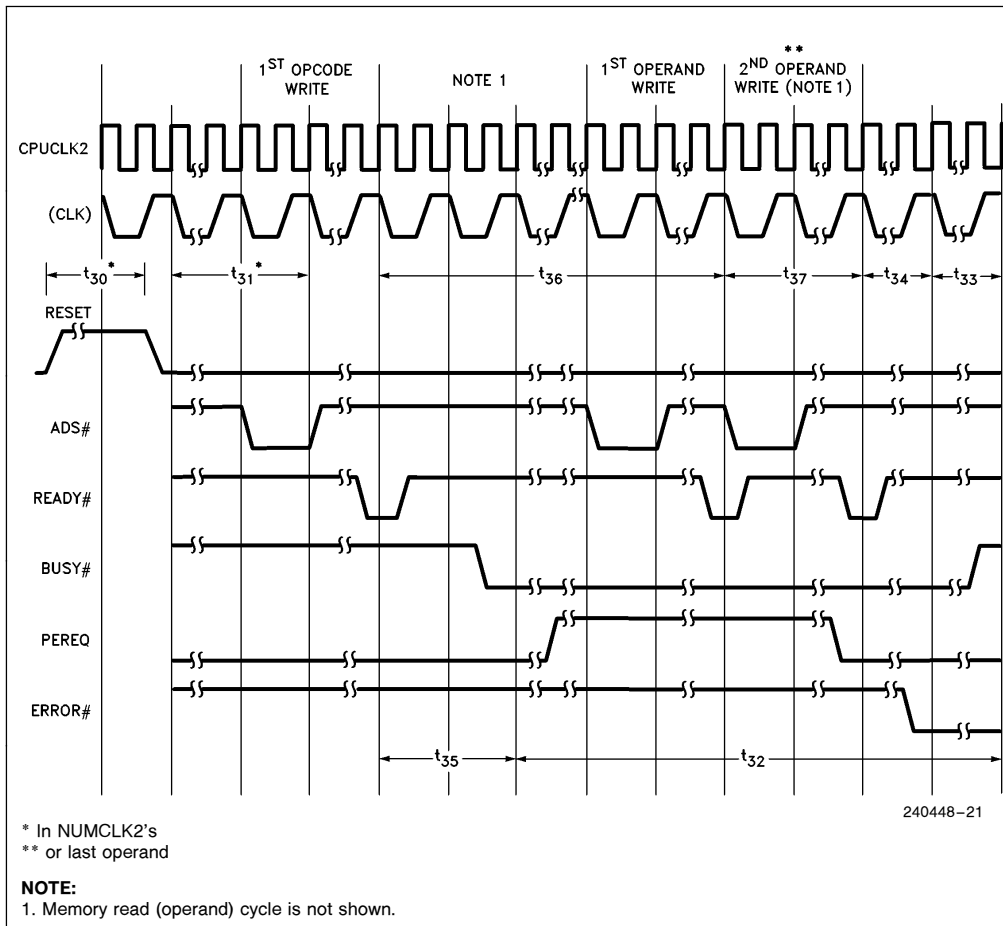 1ST OPCODE
WRITE
NOTE 1
1ST OPERAND
WRITE
**
2ND OPERAND
WRITE (NOTE 1)
CPUCLK2
(CLK)
t30*
t31*
t36
t37
t34
t33
RESET
ADS#
READY#
BUSY#
PEREQ
ERROR#
t35
t32
240448–21
* In NUMCLK2's
** or last operand
NOTE:
1. Memory read (operand) cycle is not shown.